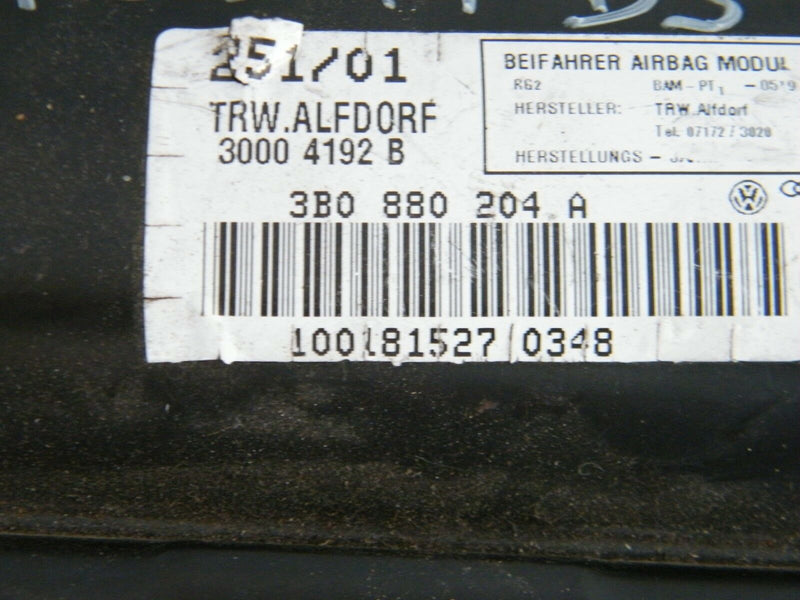 251/01
TRW.ALFDORF
3000 4192 B
BEIFAHRER AIRBAG MODUL
RG2 BAM-PT1
HERSTELLER: TRW.Alfdorf
Tel. 07172 / 3020
HERSTELLUNGS -
3B0 880 204 A
100181527 0348